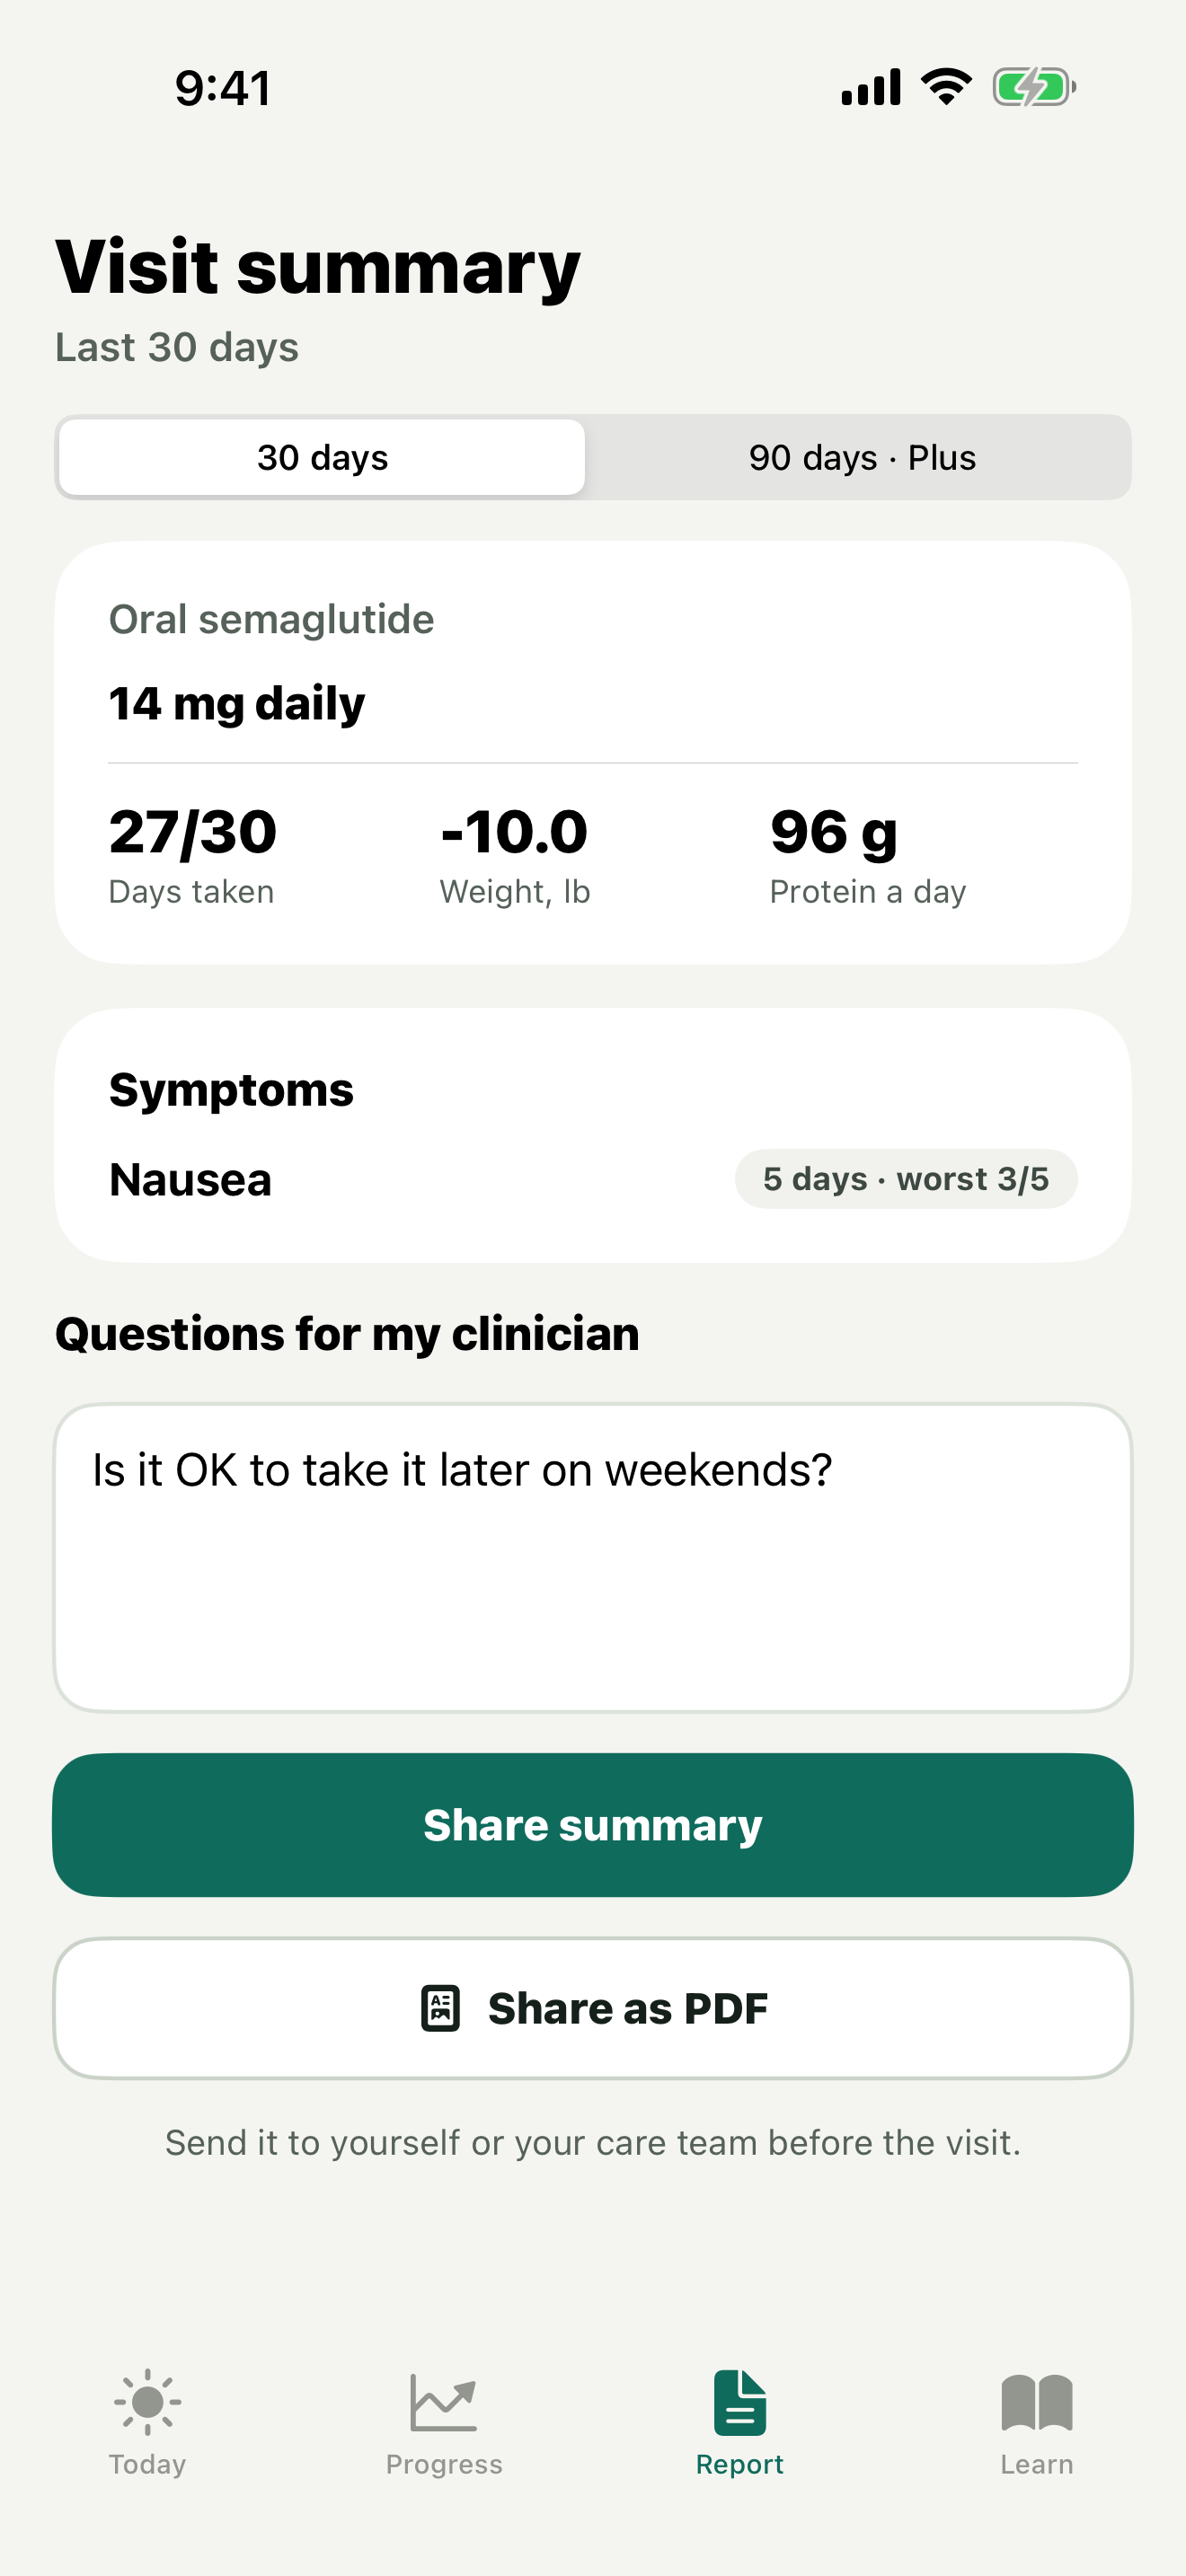 9:41
Visit summary
Last 30 days
30 days
90 days · Plus
Oral semaglutide
14 mg daily
27/30
Days taken
-10.0
Weight, lb
96 g
Protein a day
Symptoms
Nausea
5 days · worst 3/5
Questions for my clinician
Is it OK to take it later on weekends?
Share summary
Share as PDF
Send it to yourself or your care team before the visit.
Today
Progress
Report
Learn